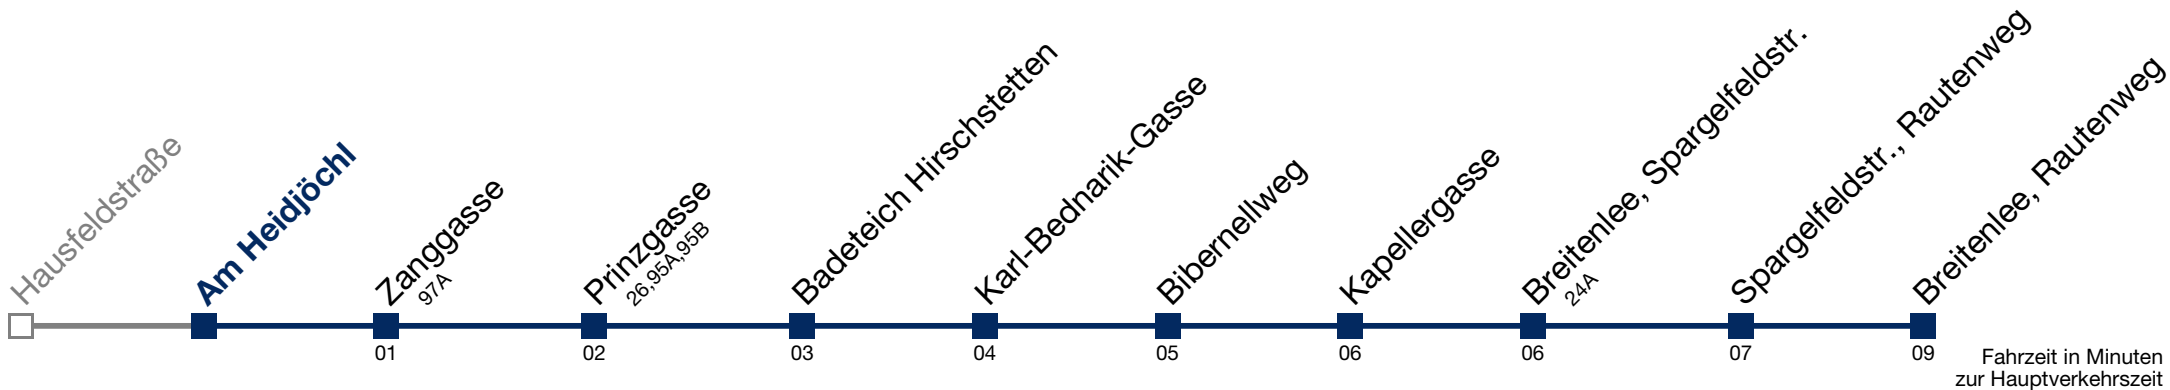 Hausfeldstraße
Am Heidjöchl
Zanggasse
97A
Prinzgasse
26,95A,95B
Badeteich Hirschstetten
Karl-Bednarik-Gasse
Bibernellweg
Kapellergasse
Breitenlee, Spargelfeldstr.
24A
Spargelfeldstr., Rautenweg
Breitenlee, Rautenweg
01
02
03
04
05
06
06
07
09
Fahrzeit in Minuten
zur Hauptverkehrszeit